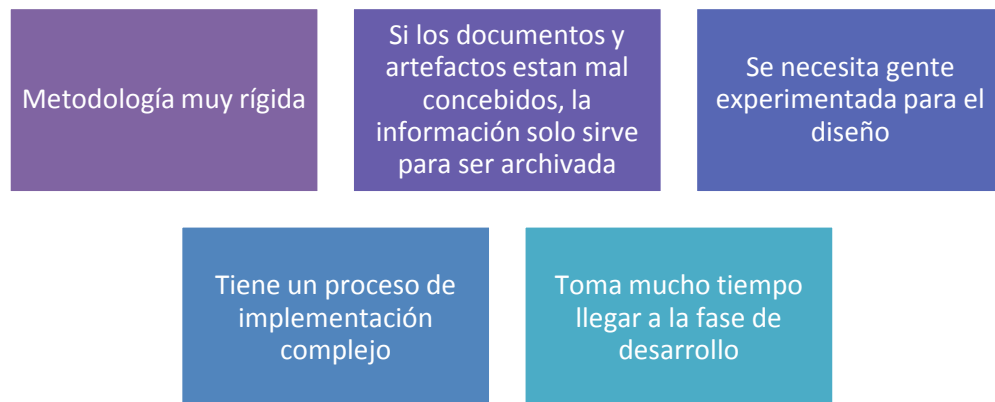 Metodología muy rígida
Si los documentos y
artefactos estan mal
concebidos, la
información solo sirve
para ser archivada
Se necesita gente
experimentada para el
diseño
Tiene un proceso de
implementación
complejo
Toma mucho tiempo
llegar a la fase de
desarrollo